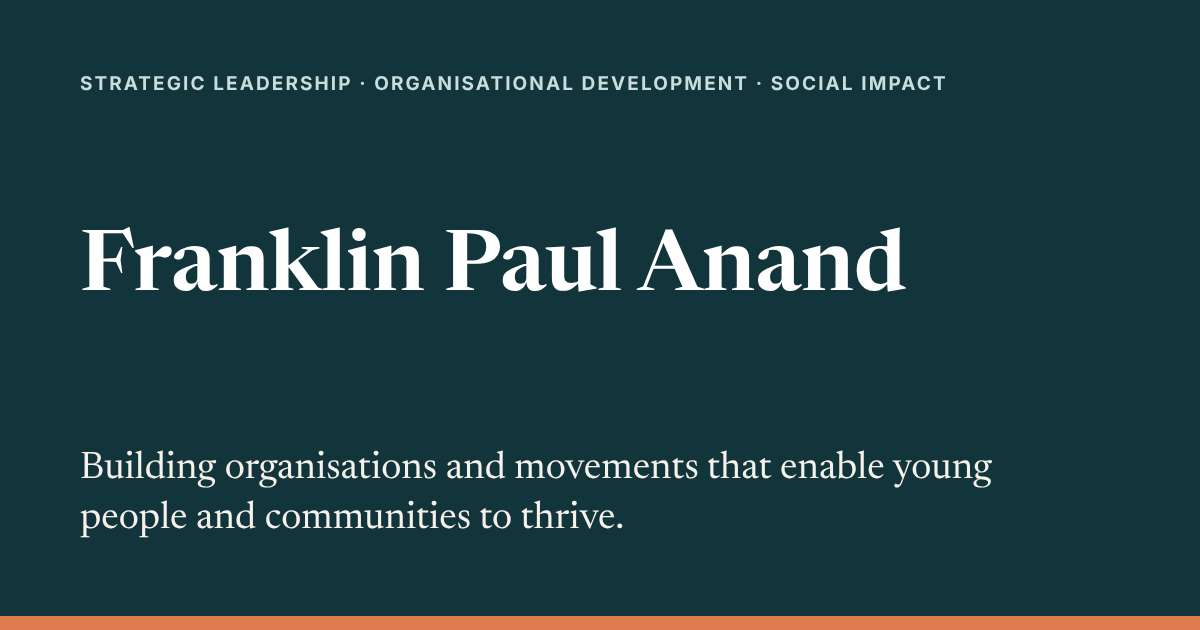 STRATEGIC LEADERSHIP · ORGANISATIONAL DEVELOPMENT · SOCIAL IMPACT
Franklin Paul Anand
Building organisations and movements that enable young
people and communities to thrive.